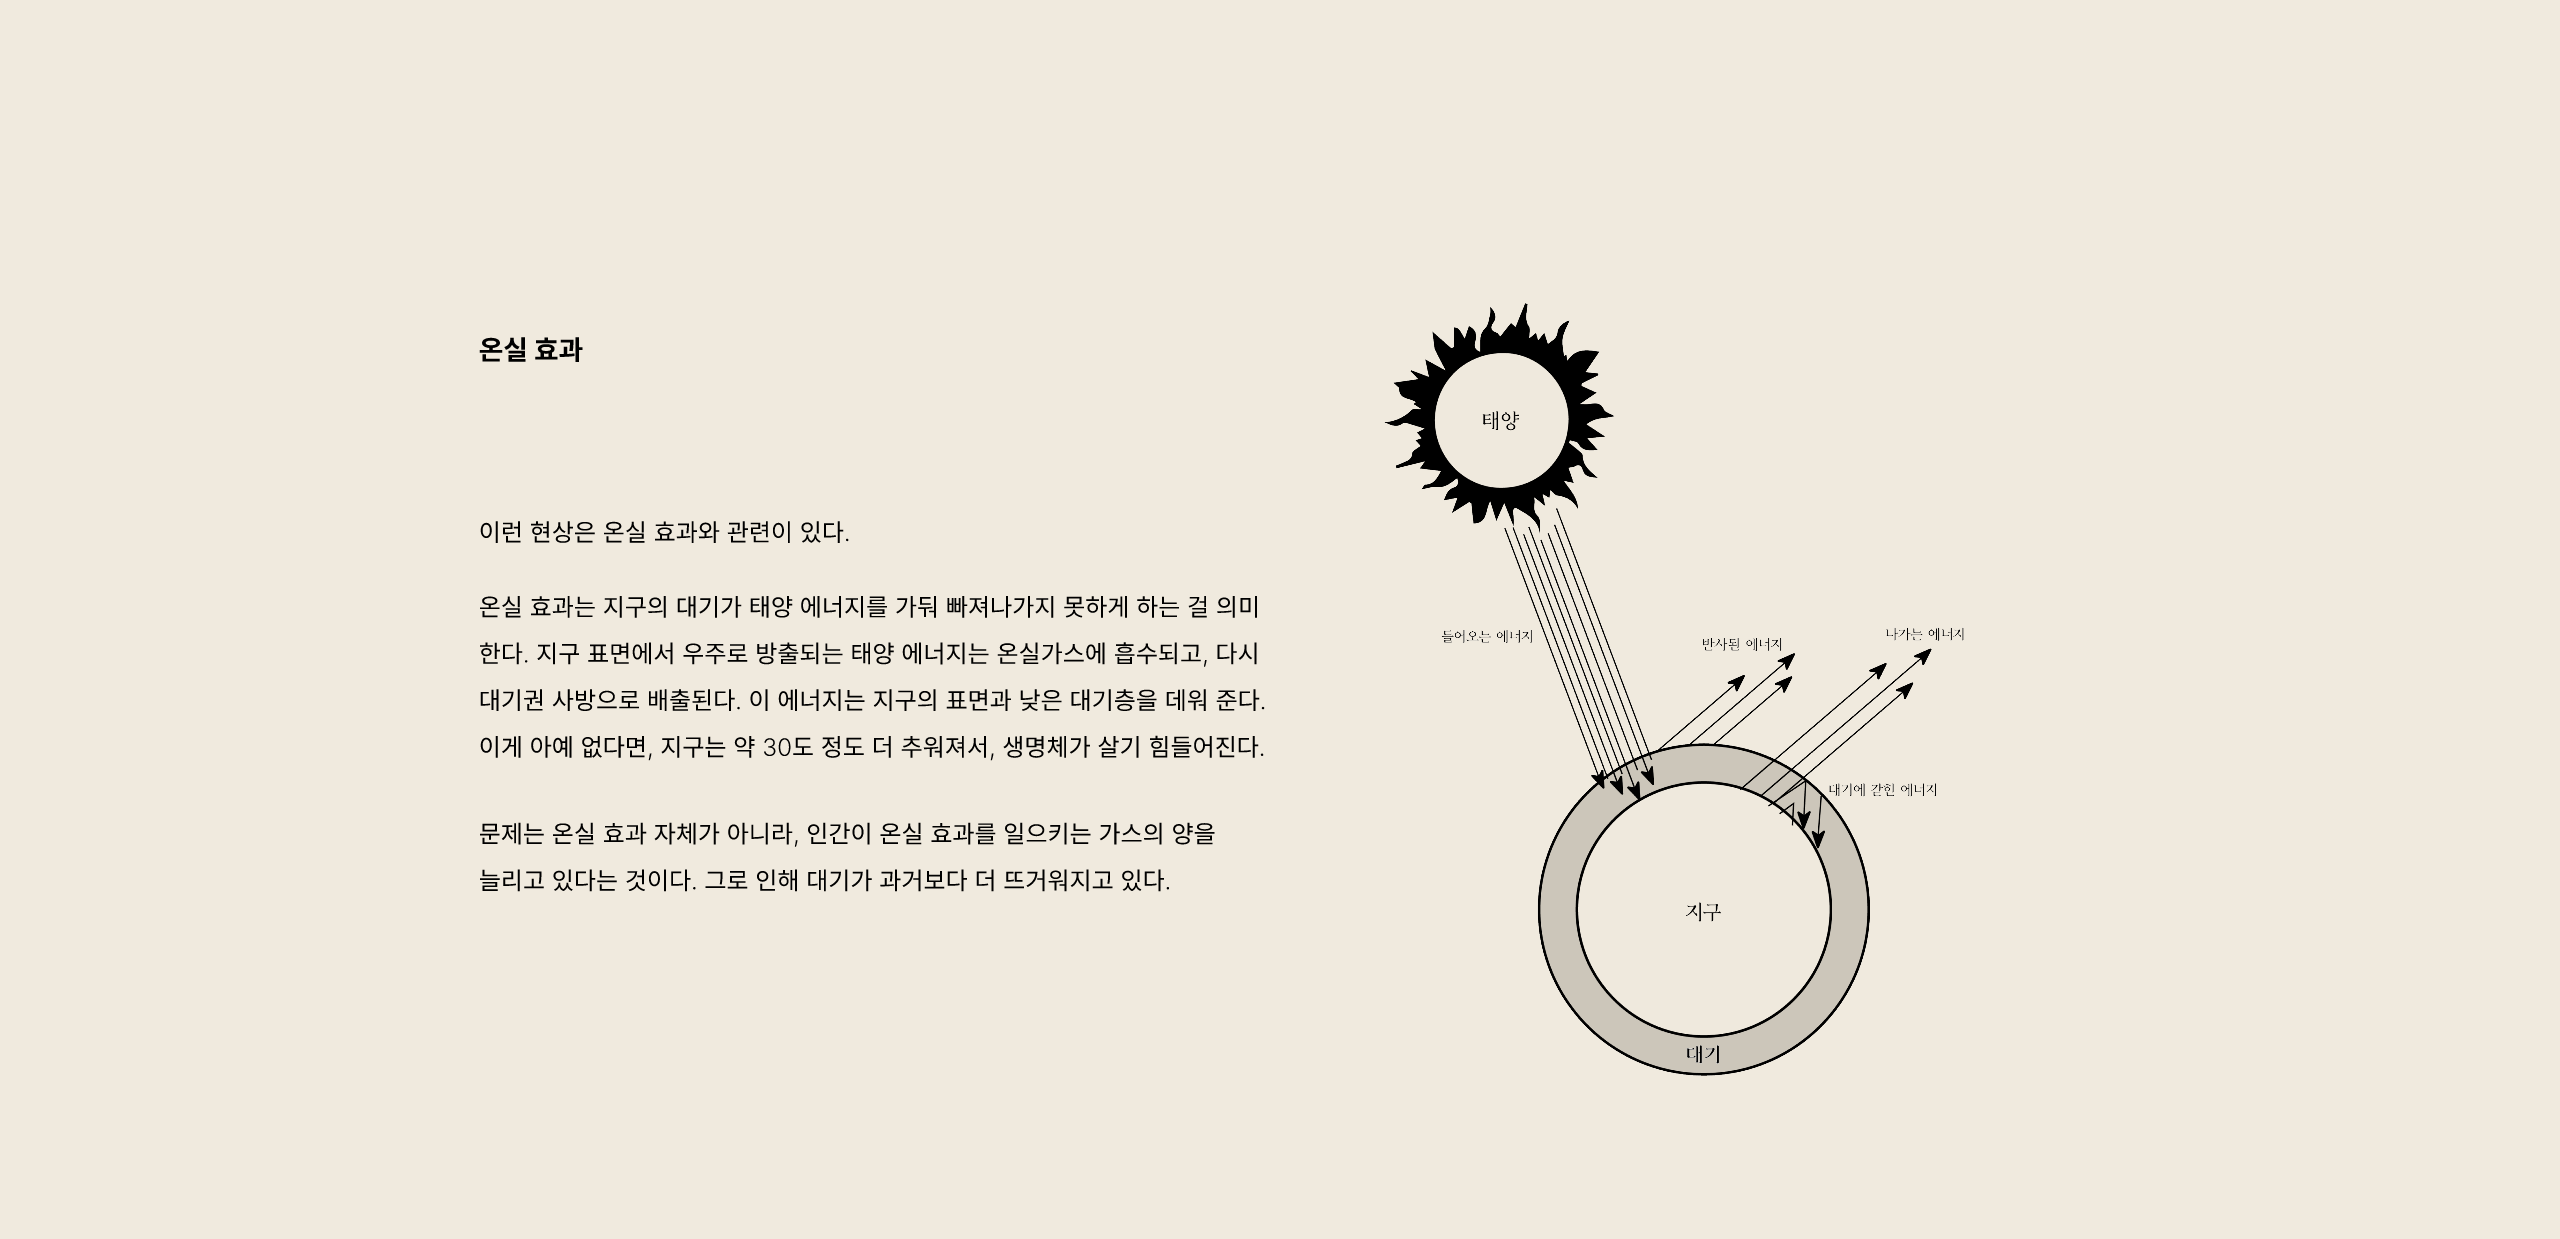 온실 효과
이런 현상은 온실 효과와 관련이 있다.
온실 효과는 지구의 대기가 태양 에너지를 가둬 빠져나가지 못하게 하는 걸 의미
한다. 지구 표면에서 우주로 방출되는 태양 에너지는 온실가스에 흡수되고, 다시
대기권 사방으로 배출된다. 이 에너지는 지구의 표면과 낮은 대기층을 데워 준다.
이게 아예 없다면, 지구는 약 30도 정도 더 추워져서, 생명체가 살기 힘들어진다.
문제는 온실 효과 자체가 아니라, 인간이 온실 효과를 일으키는 가스의 양을
늘리고 있다는 것이다. 그로 인해 대기가 과거보다 더 뜨거워지고 있다.
태양
들어오는 에너지
반사될 에너지
나가는 에너지
대기에 갇힌 에너지
지구
대기